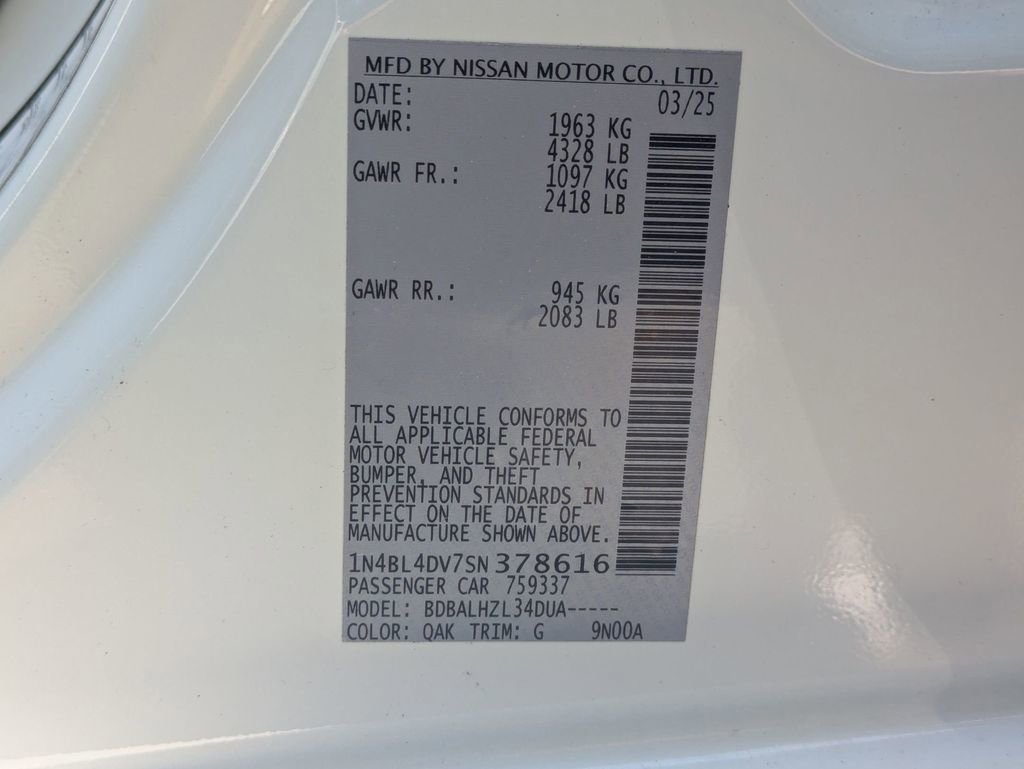 MFD BY NISSAN MOTOR CO., LTD.
DATE: 03/25
GVWR: 1963 KG
4328 LB
GAWR FR.: 1097 KG
2418 LB
GAWR RR.: 945 KG
2083 LB
THIS VEHICLE CONFORMS TO
ALL APPLICABLE FEDERAL
MOTOR VEHICLE SAFETY,
BUMPER, AND THEFT
PREVENTION STANDARDS IN
EFFECT ON THE DATE OF
MANUFACTURE SHOWN ABOVE.
1N4BL4DV7SN378616
PASSENGER CAR 759337
MODEL: BDBALHZL34DUA-----
COLOR: QAK TRIM: G 9N00A